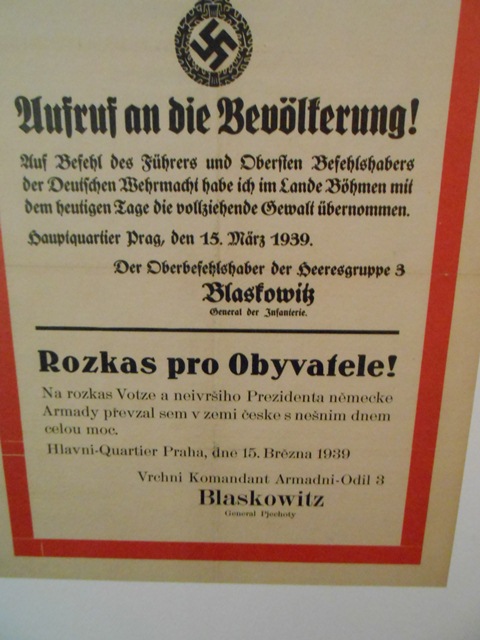 Aufruf an die Bevölkerung!
Auf Befehl des Führers und Obersten Befehlshabers
der Deutschen Wehrmacht habe ich im Lande Böhmen mit
dem heutigen Tage die vollziehende Gewalt übernommen.
Hauptquartier Prag, den 15. März 1939.
Der Oberbefehlshaber der Heeresgruppe 3
Blaskowitz
General der Infanterie.
Rozkas pro Obyvatele!
Na rozkas Votze a neivršiho Prezidenta německe
Armady převzal sem v zemi česke s nešnim dnem
celou moc.
Hlavni-Quartier Praha, dne 15. Března 1939
Vrchni Komandant Armadni-Odil 3
Blaskowitz
General Pjechoty